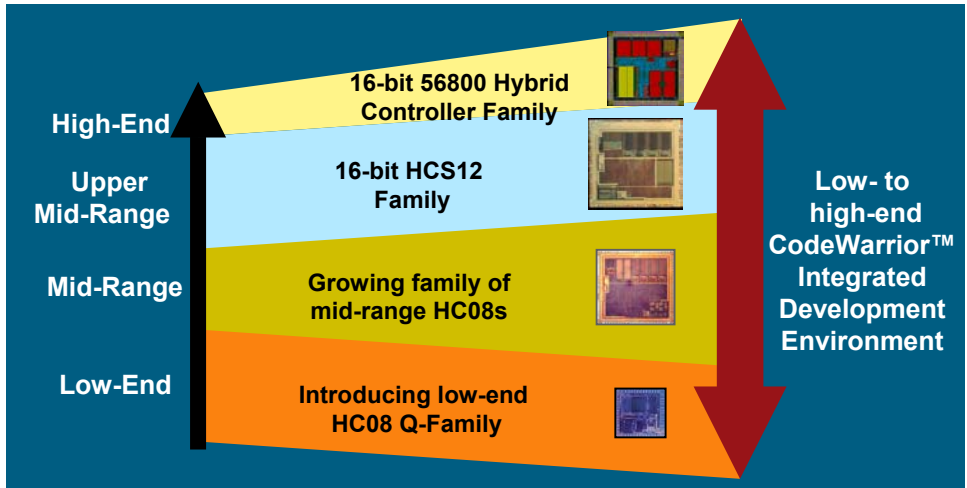 High-End
16-bit 56800 Hybrid
Controller Family
Upper
Mid-Range
16-bit HCS12
Family
Mid-Range
Growing family of
mid-range HC08s
Low-End
Introducing low-end
HC08 Q-Family
Low- to
high-end
CodeWarrior™
Integrated
Development
Environment